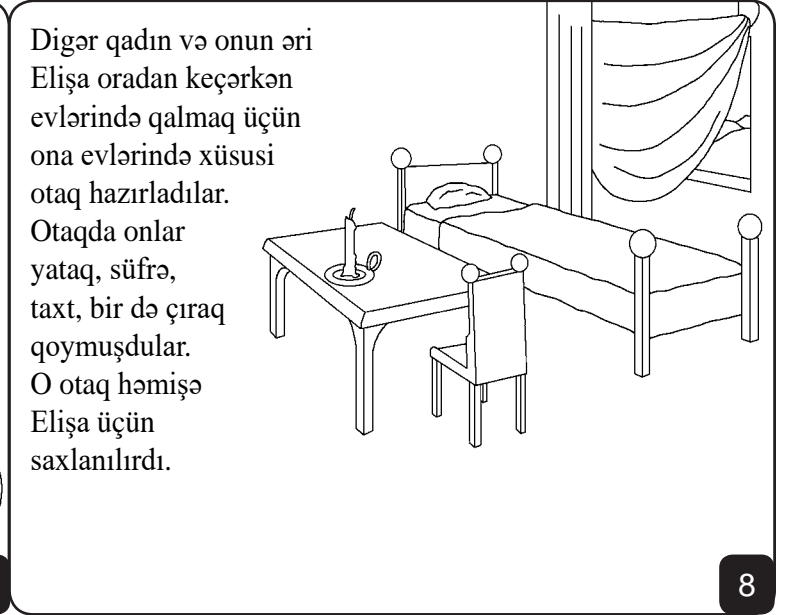 Digər qadın və onun əri
Elişa oradan keçərkən
evlərində qalmaq üçün
ona evlərində xüsusi
otaq hazırladılar.
Otaqda onlar
yataq, süfrə,
taxt, bir də çıraq
qoymuşdular.
O otaq həmişə
Elişa üçün
saxlanılırdı.
8